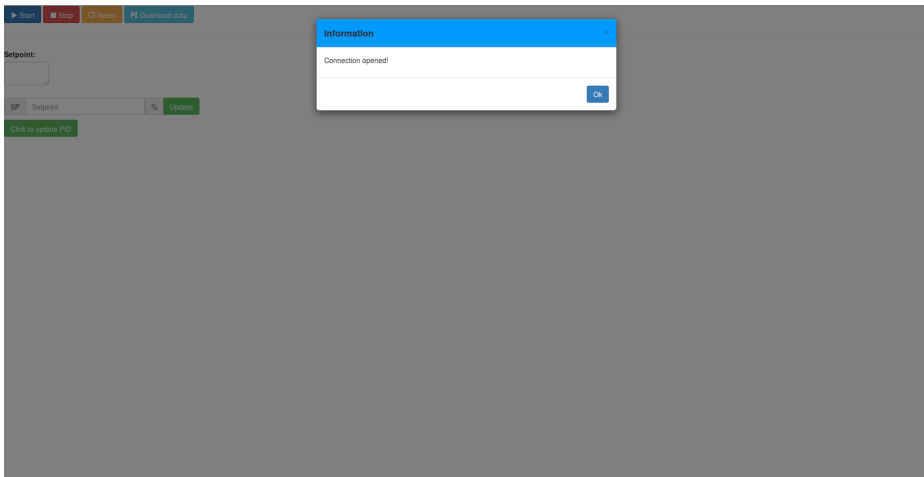 Start Stop Reset Download data
Information ×
Connection opened!
Setpoint:
Ok
SP Setpoint % Update
Click to update PID